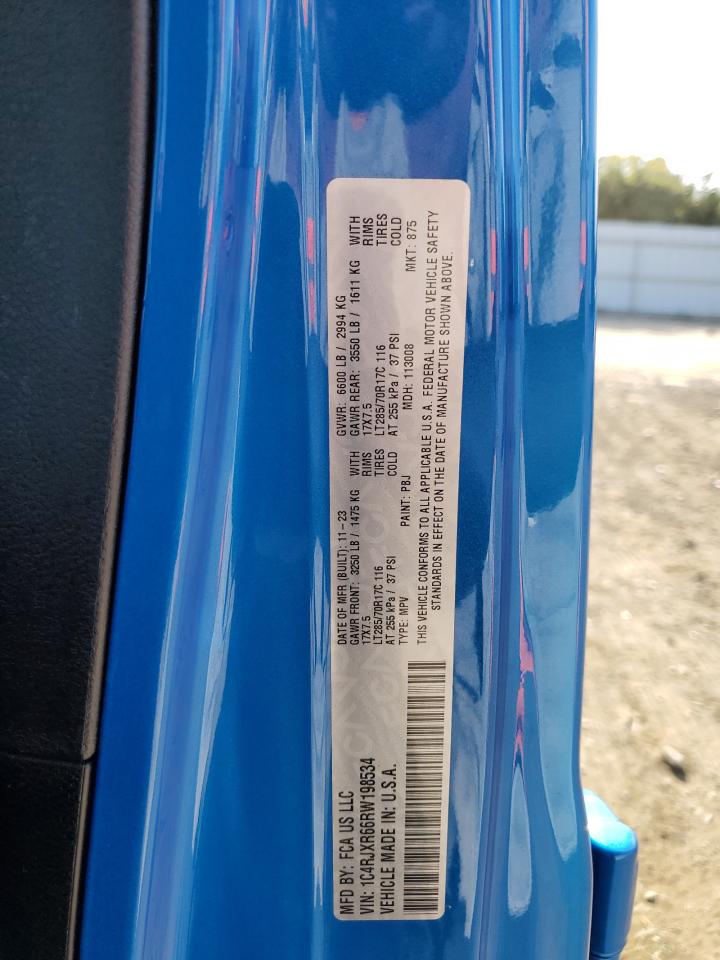 MFD BY: FCA US LLC
DATE OF MFR (BUILT): 11-23 GVWR: 6600 LB / 2994 KG
GAWR FRONT: 3250 LB / 1475 KG WITH GAWR REAR: 3550 LB / 1611 KG WITH
17X7.5 RIMS 17X7.5 RIMS
LT285/70R17C 116 TIRES LT285/70R17C 116 TIRES
AT 255 kPa / 37 PSI COLD AT 255 kPa / 37 PSI COLD
VIN: 1C4RJXR66RW198534 TYPE: MPV PAINT: PBJ MDH: 113008 MKT: 875
VEHICLE MADE IN: U.S.A.
THIS VEHICLE CONFORMS TO ALL APPLICABLE U.S.A. FEDERAL MOTOR VEHICLE SAFETY
STANDARDS IN EFFECT ON THE DATE OF MANUFACTURE SHOWN ABOVE.